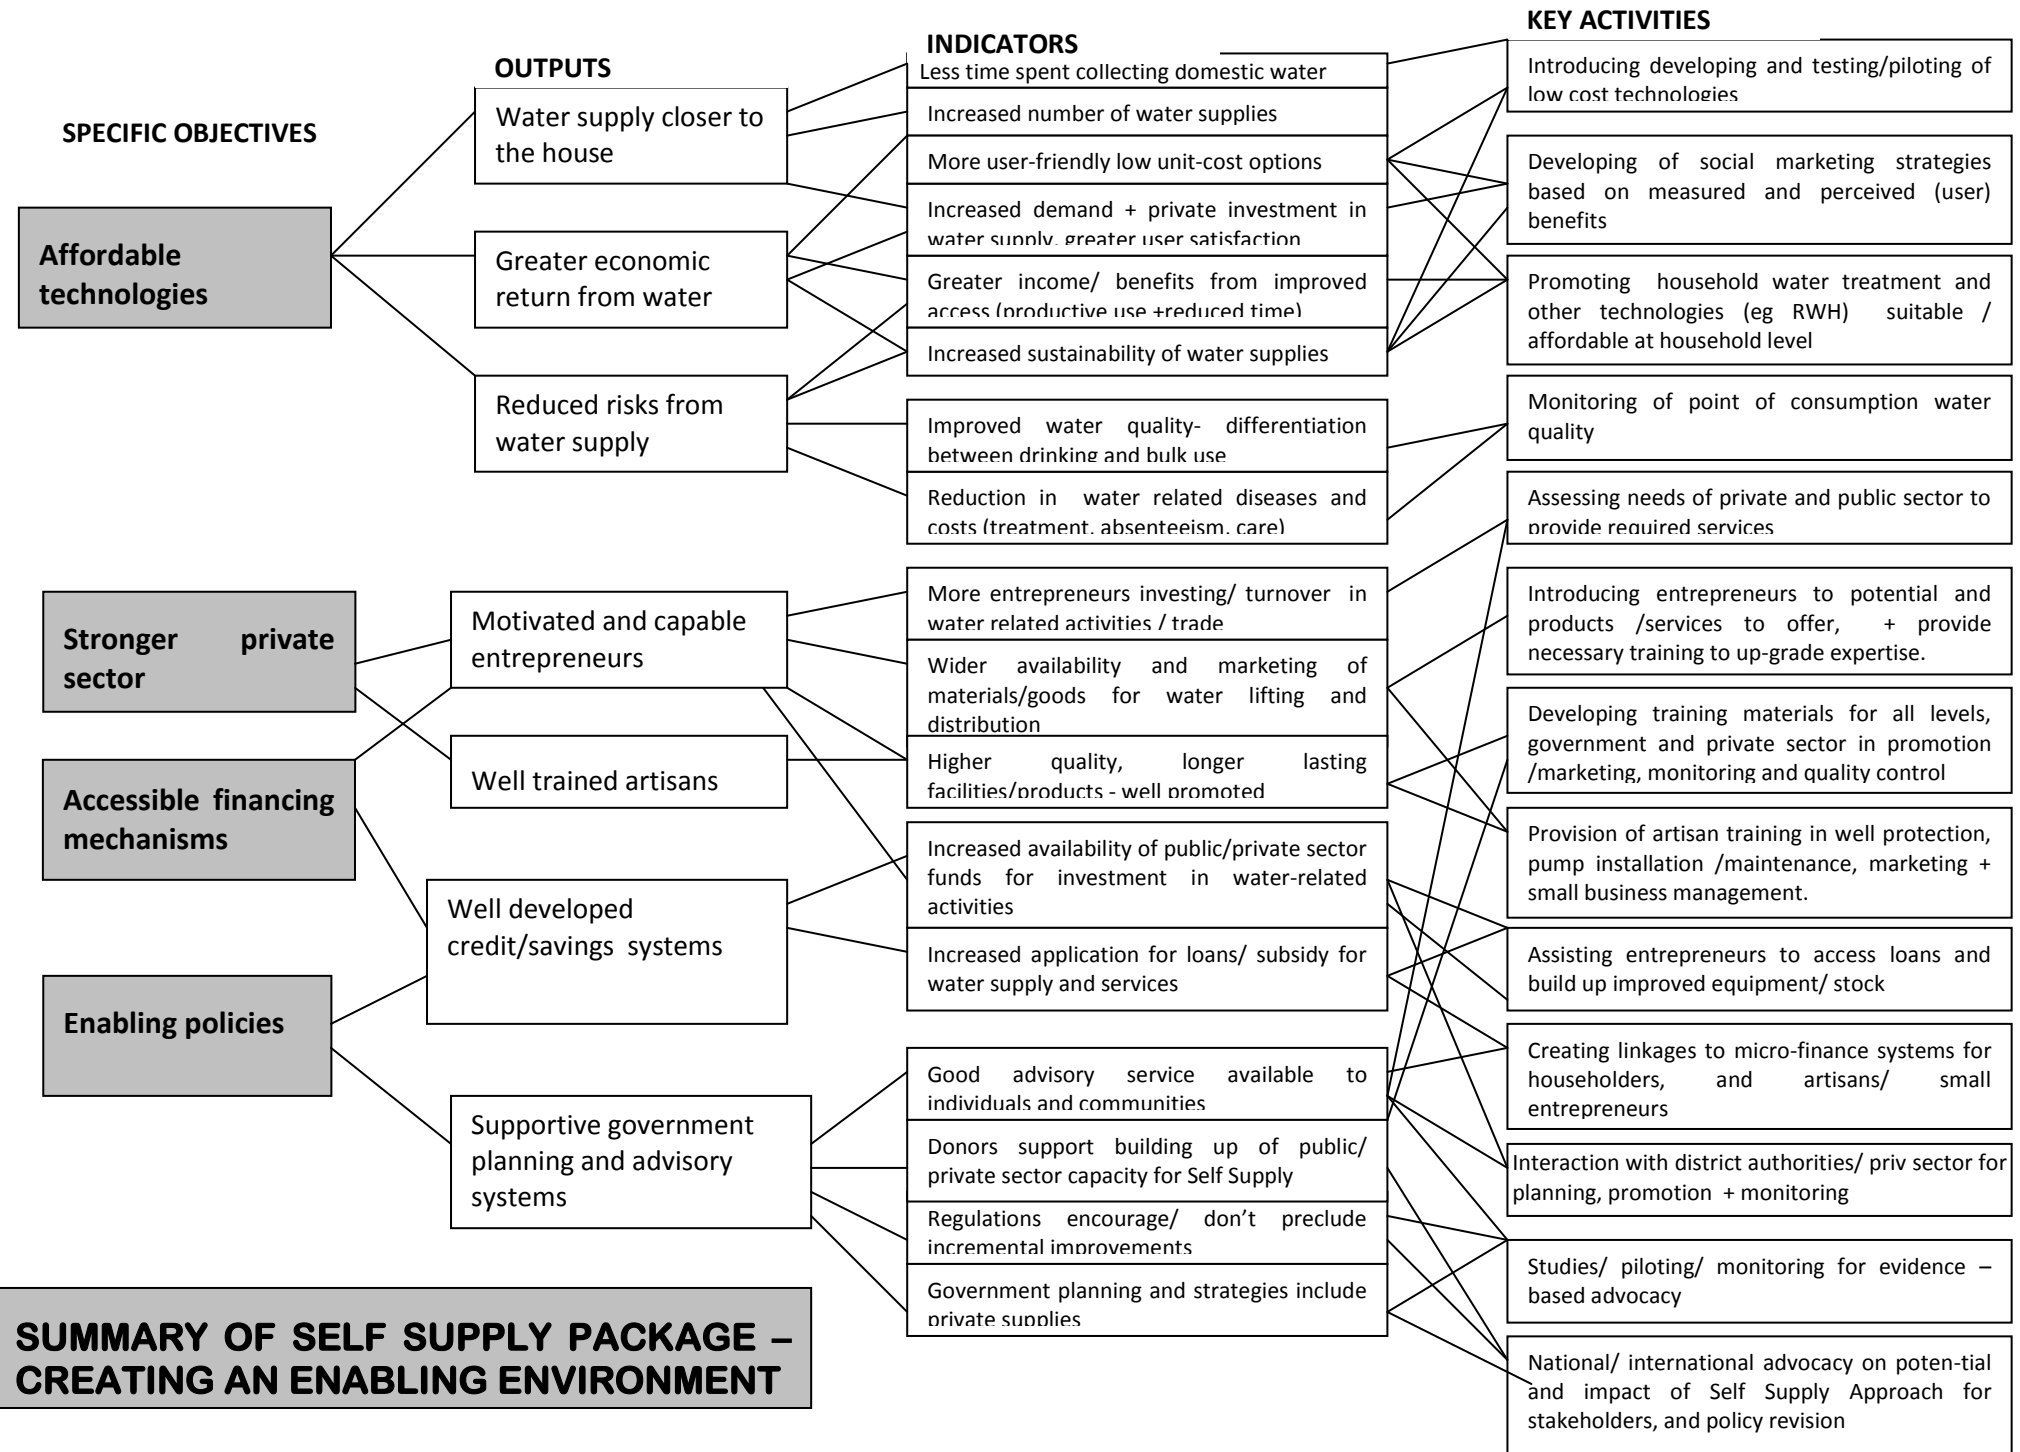 SPECIFIC OBJECTIVES
Affordable
technologies
Stronger private
sector
Accessible financing
mechanisms
Enabling policies
SUMMARY OF SELF SUPPLY PACKAGE –
CREATING AN ENABLING ENVIRONMENT
OUTPUTS
Water supply closer to
the house
Greater economic
return from water
Reduced risks from
water supply
Motivated and capable
entrepreneurs
Well trained artisans
Well developed
credit/savings systems
Supportive government
planning and advisory
systems
INDICATORS
Less time spent collecting domestic water
Increased number of water supplies
More user-friendly low unit-cost options
Increased demand + private investment in
water supply, greater user satisfaction
Greater income/ benefits from improved
access (productive use +reduced time)
Increased sustainability of water supplies
Improved water quality- differentiation
between drinking and bulk use
Reduction in water related diseases and
costs (treatment, absenteeism, care)
More entrepreneurs investing/ turnover in
water related activities / trade
Wider availability and marketing of
materials/goods for water lifting and
distribution
Higher quality, longer lasting
facilities/products - well promoted
Increased availability of public/private sector
funds for investment in water-related
activities
Increased application for loans/ subsidy for
water supply and services
Good advisory service available to
individuals and communities
Donors support building up of public/
private sector capacity for Self Supply
Regulations encourage/ don’t preclude
incremental improvements
Government planning and strategies include
private supplies
KEY ACTIVITIES
Introducing developing and testing/piloting of
low cost technologies
Developing of social marketing strategies
based on measured and perceived (user)
benefits
Promoting household water treatment and
other technologies (eg RWH) suitable /
affordable at household level
Monitoring of point of consumption water
quality
Assessing needs of private and public sector to
provide required services
Introducing entrepreneurs to potential and
products /services to offer, + provide
necessary training to up-grade expertise.
Developing training materials for all levels,
government and private sector in promotion
/marketing, monitoring and quality control
Provision of artisan training in well protection,
pump installation /maintenance, marketing +
small business management.
Assisting entrepreneurs to access loans and
build up improved equipment/ stock
Creating linkages to micro-finance systems for
householders, and artisans/ small
entrepreneurs
Interaction with district authorities/ priv sector for
planning, promotion + monitoring
Studies/ piloting/ monitoring for evidence –
based advocacy
National/ international advocacy on poten-tial
and impact of Self Supply Approach for
stakeholders, and policy revision